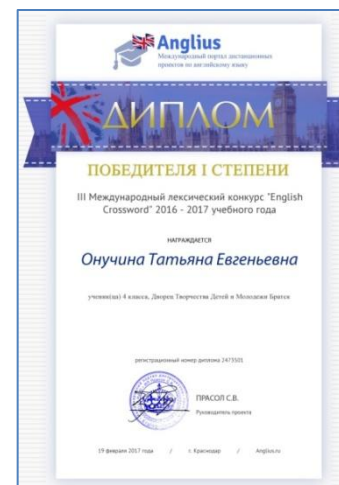 Anglius
Международный портал дистанционных
проектов по английскому языку
ДИПЛОМ
ПОБЕДИТЕЛЯ I СТЕПЕНИ
III Международный лексический конкурс "English
Crossword" 2016 - 2017 учебного года
НАГРАЖДАЕТСЯ
Онучина Татьяна Евгеньевна
ученик(ца) 4 класса, Дворец Творчества Детей и Молодежи Братск
регистрационный номер диплома 2473505
ПРАСОЛ С.В.
Руководитель проекта
19 февраля 2017 года / г. Краснодар / Anglius.ru